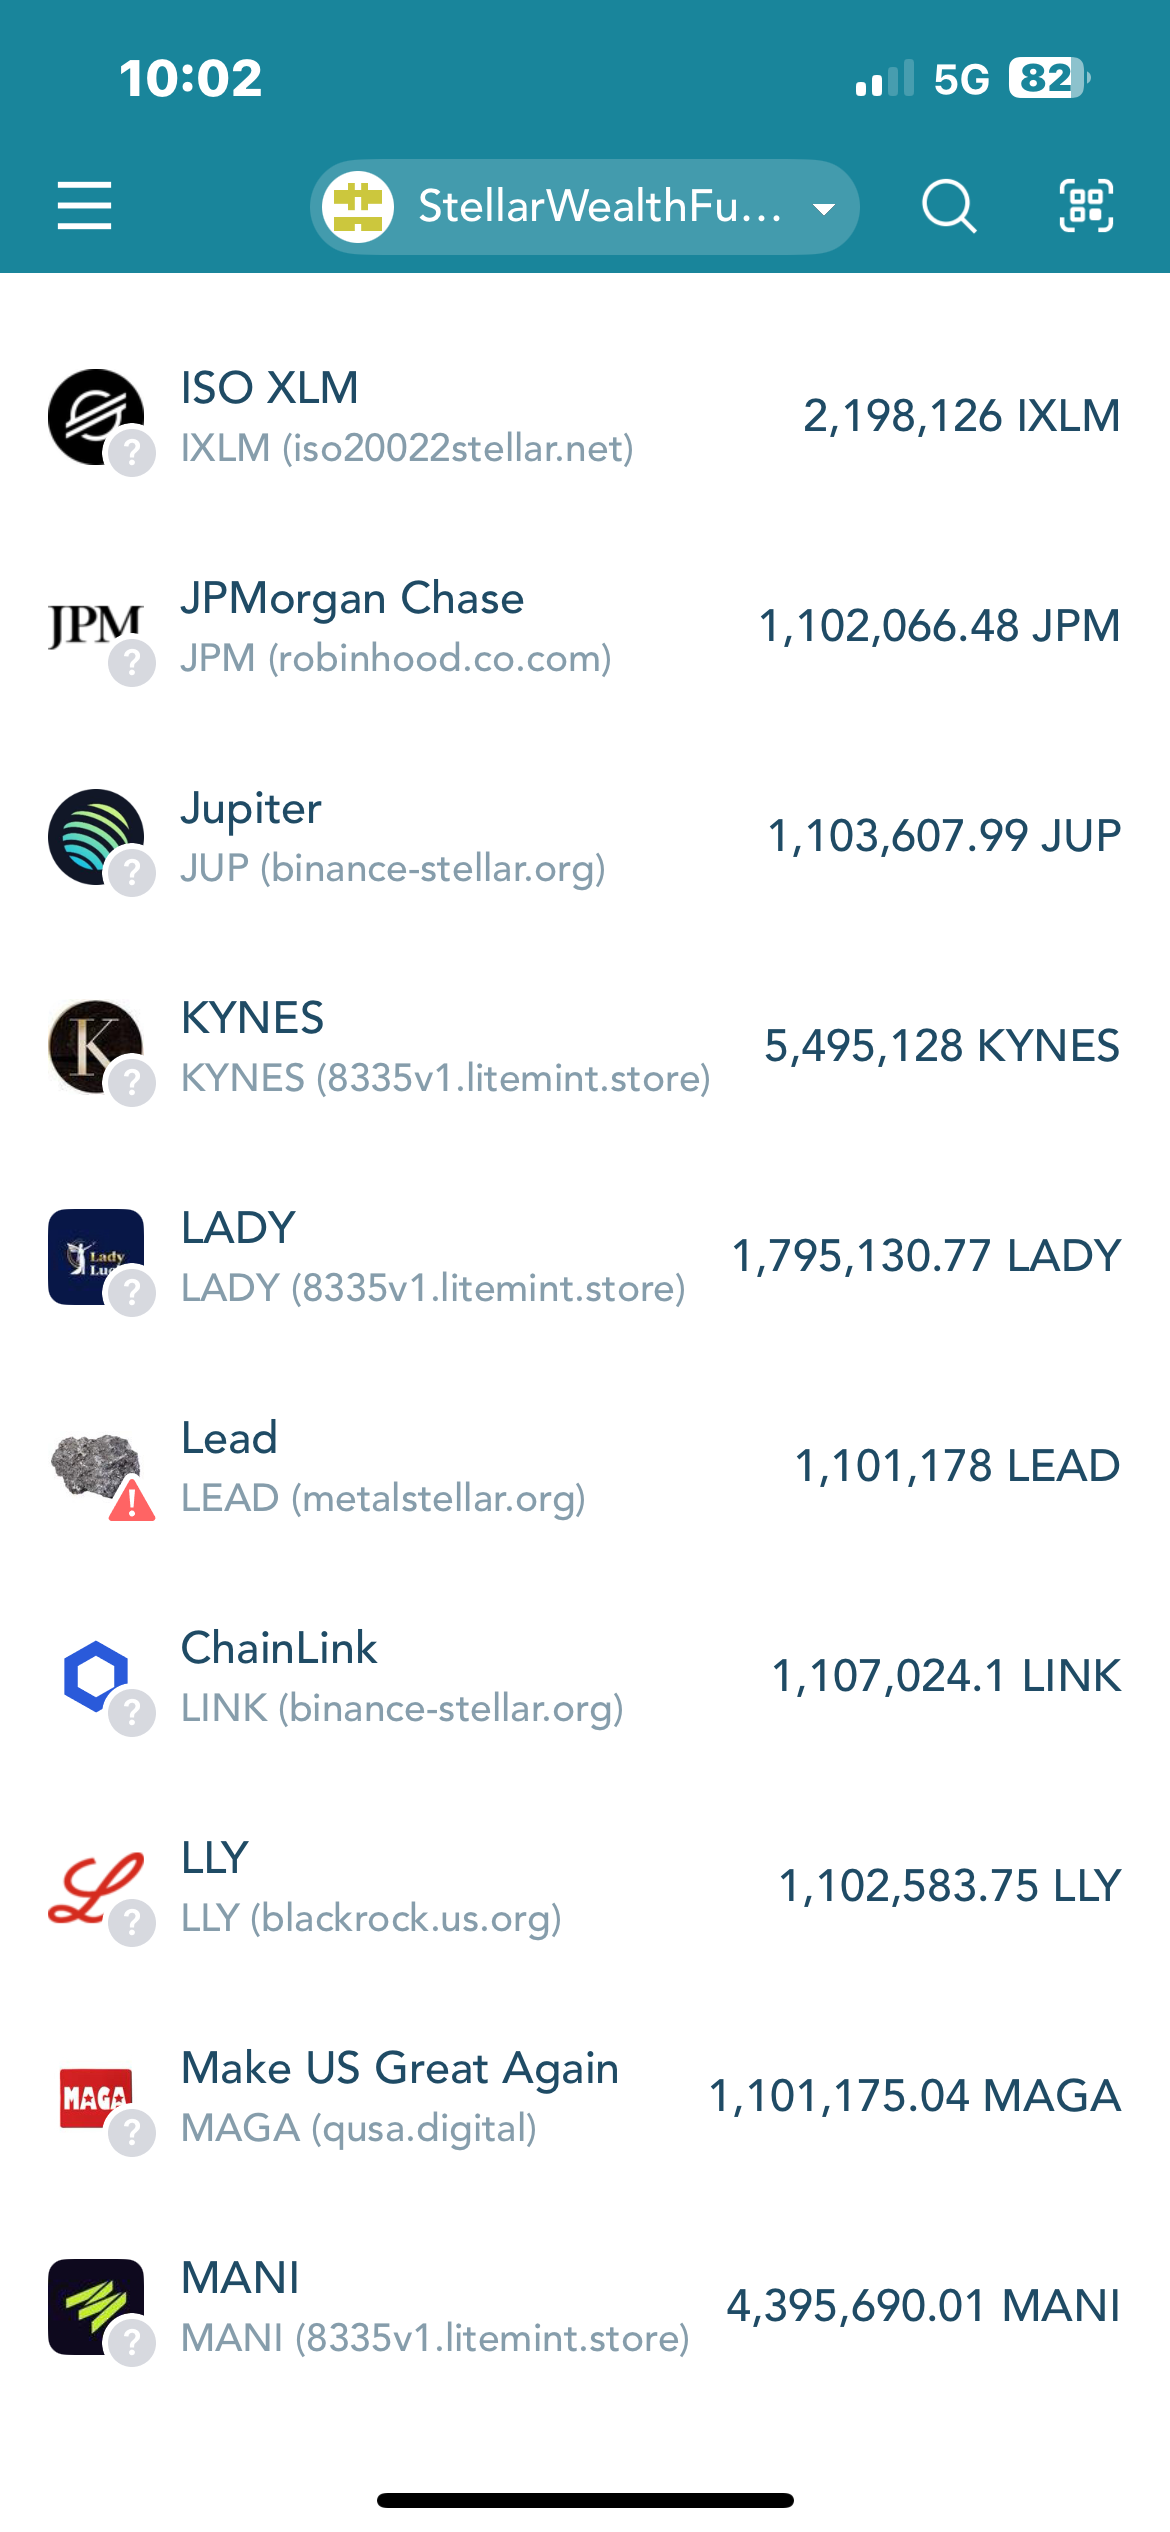 10:02
5G 82
StellarWealthFu...
ISO XLM
IXLM (iso20022stellar.net)
2,198,126 IXLM
JPM
JPMorgan Chase
JPM (robinhood.co.com)
1,102,066.48 JPM
Jupiter
JUP (binance-stellar.org)
1,103,607.99 JUP
K
KYNES
KYNES (8335v1.litemint.store)
5,495,128 KYNES
Lady
LADY
LADY (8335v1.litemint.store)
1,795,130.77 LADY
Lead
LEAD (metalstellar.org)
1,101,178 LEAD
ChainLink
LINK (binance-stellar.org)
1,107,024.1 LINK
L
LLY
LLY (blackrock.us.org)
1,102,583.75 LLY
MAGA
Make US Great Again
MAGA (qusa.digital)
1,101,175.04 MAGA
MANI
MANI (8335v1.litemint.store)
4,395,690.01 MANI